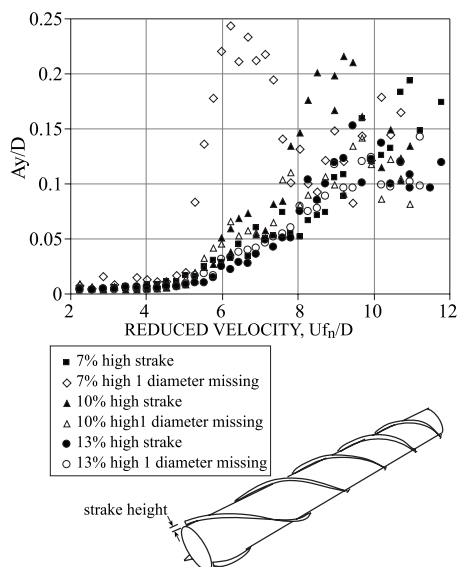 0.25
0.2
0.15
0.1
0.05
0
Ay/D
2
4
6
8
10
12
REDUCED VELOCITY, Ufn/D
7% high strake
7% high 1 diameter missing
10% high strake
10% high1 diameter missing
13% high strake
13% high 1 diameter missing
strake height